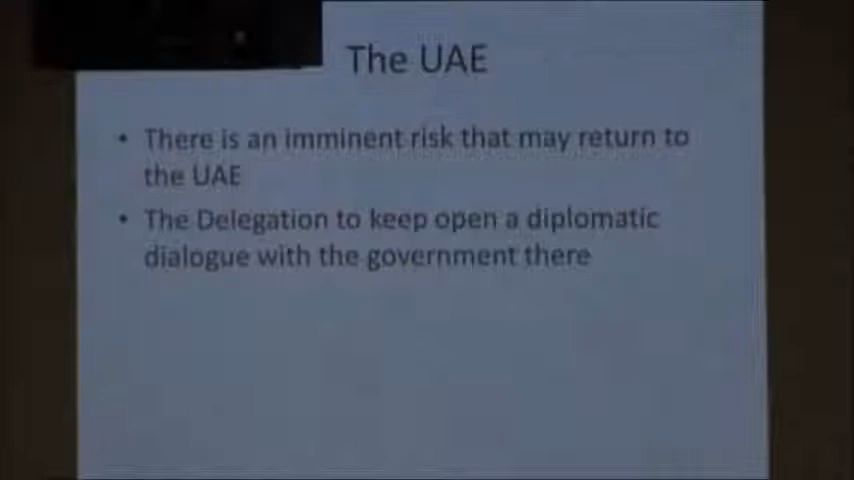 The UAE
• There is an imminent risk that may return to
the UAE
• The Delegation to keep open a diplomatic
dialogue with the government there